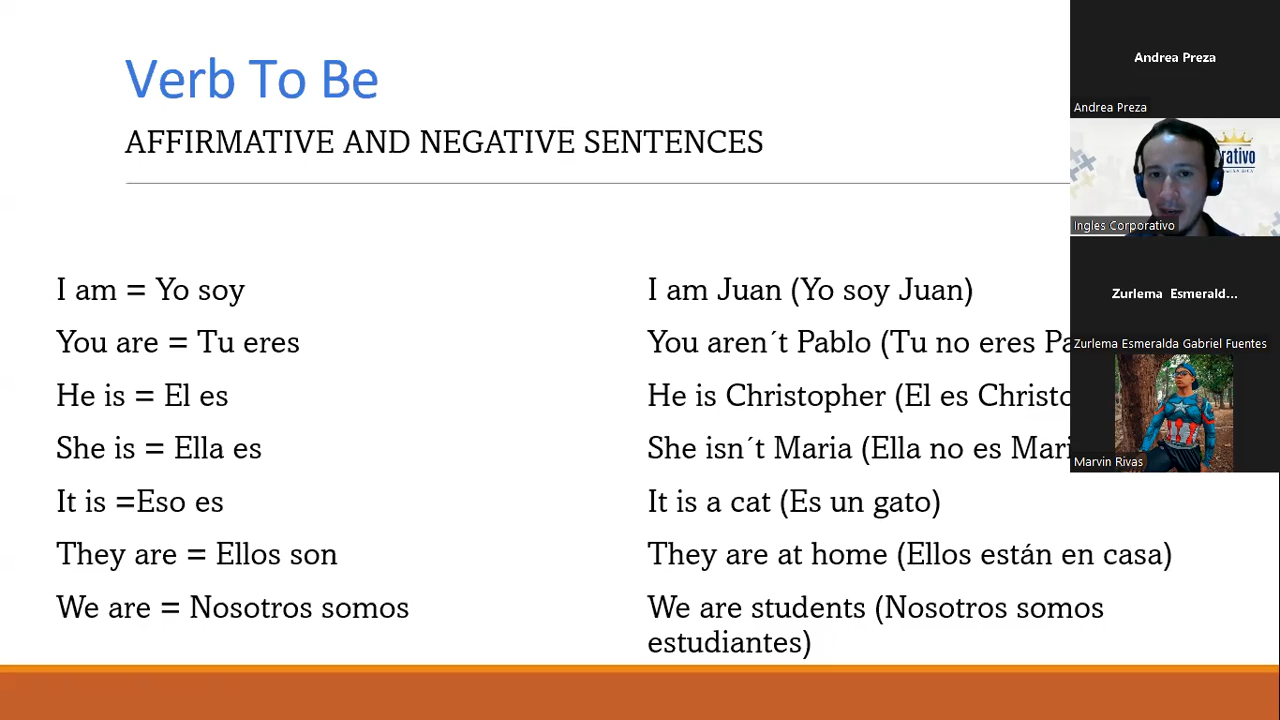 Verb To Be
AFFIRMATIVE AND NEGATIVE SENTENCES
I am = Yo soy
You are = Tu eres
He is = El es
She is = Ella es
It is =Eso es
They are = Ellos son
We are = Nosotros somos
I am Juan (Yo soy Juan)
You aren´t Pablo (Tu no eres Pa
He is Christopher (El es Christo
She isn´t Maria (Ella no es Mari
It is a cat (Es un gato)
They are at home (Ellos están en casa)
We are students (Nosotros somos
estudiantes)
Andrea Preza
Andrea Preza
rativo
Ingles Corporativo
Zurlema Esmerald...
Zurlema Esmeralda Gabriel Fuentes
Marvin Rivas